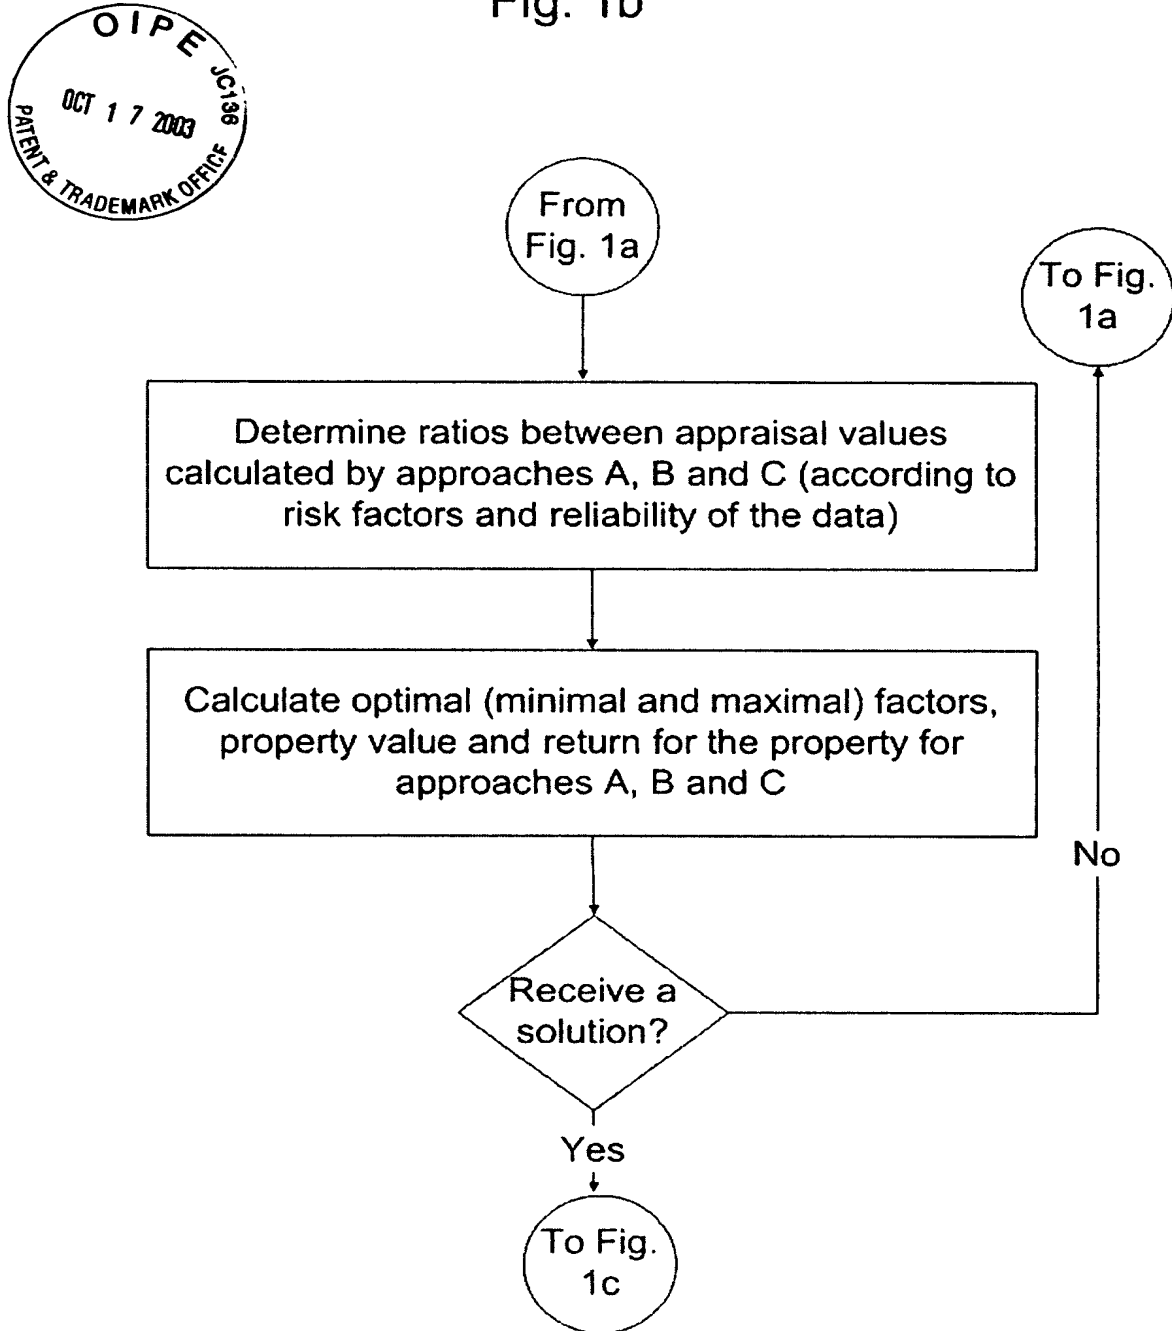 Fig. 1b
OIPE JC136
OCT 17 2003
PATENT & TRADEMARK OFFICE
From
Fig. 1a
To Fig.
1a
Determine ratios between appraisal values
calculated by approaches A, B and C (according to
risk factors and reliability of the data)
Calculate optimal (minimal and maximal) factors,
property value and return for the property for
approaches A, B and C
No
Receive a
solution?
Yes
To Fig.
1c